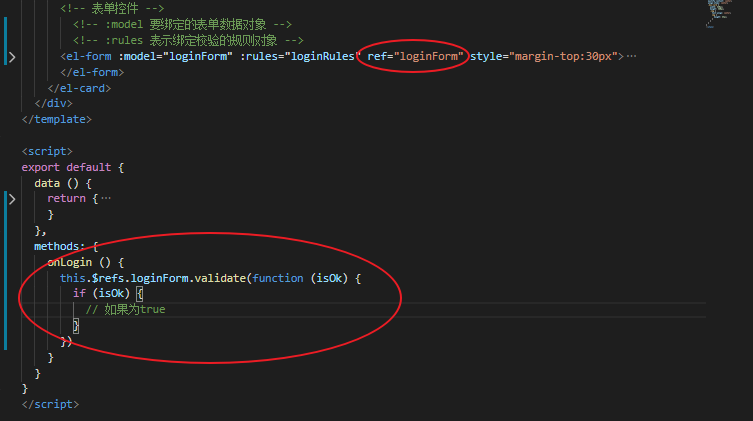 <!-- 表单控件 -->
<!-- :model 要绑定的表单数据对象 -->
<!-- :rules 表示绑定校验的规则对象 -->
<el-form :model="loginForm" :rules="loginRules" ref="loginForm" style="margin-top:30px">…
</el-form>
</el-card>
</div>
</template>
<script>
export default {
data () {
return {…
}
},
methods: {
onLogin () {
this.$refs.loginForm.validate(function (isOk) {
if (isOk) {
// 如果为true
}
})
}
}
}
</script>